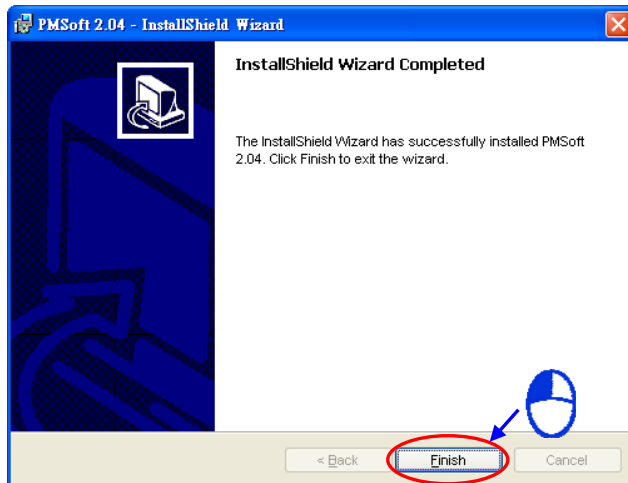 PMSoft 2.04 - InstallShield Wizard
InstallShield Wizard Completed
The InstallShield Wizard has successfully installed PMSoft
2.04. Click Finish to exit the wizard.
< Back
Finish
Cancel